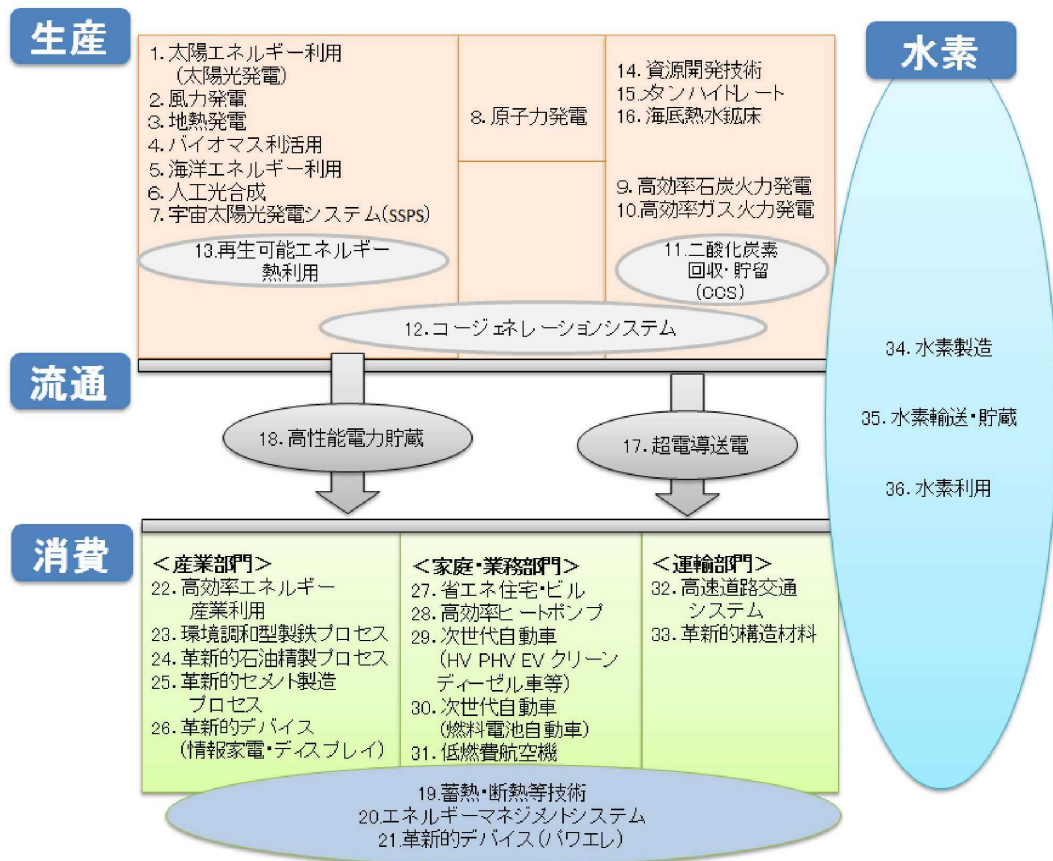 生産
1. 太陽エネルギー利用
(太陽光発電)
2. 風力発電
3. 地熱発電
4. バイオマス利活用
5. 海洋エネルギー利用
6. 人工光合成
7. 宇宙太陽光発電システム(SSPS)
13.再生可能エネルギー
熱利用
8. 原子力発電
14. 資源開発技術
15. メタンハイドレート
16. 海底熱水鉱床
9. 高効率石炭火力発電
10. 高効率ガス火力発電
11. 二酸化炭素
回収・貯留
(CCS)
12. コージェネレーションシステム
流通
18. 高性能電力貯蔵
17. 超電導送電
消費
＜産業部門＞
22. 高効率エネルギー
産業利用
23. 環境調和型製鉄プロセス
24. 革新的石油精製プロセス
25. 革新的セメント製造
プロセス
26. 革新的デバイス
(情報家電・ディスプレイ)
＜家庭・業務部門＞
27. 省エネ住宅・ビル
28. 高効率ヒートポンプ
29. 次世代自動車
(HV PHV EV クリーン
ディーゼル車等)
30. 次世代自動車
(燃料電池自動車)
31. 低燃費航空機
＜運輸部門＞
32. 高速道路交通
システム
33. 革新的構造材料
19.蓄熱・断熱等技術
20.エネルギーマネジメントシステム
21.革新的デバイス(パワエレ)
水素
34. 水素製造
35. 水素輸送・貯蔵
36. 水素利用